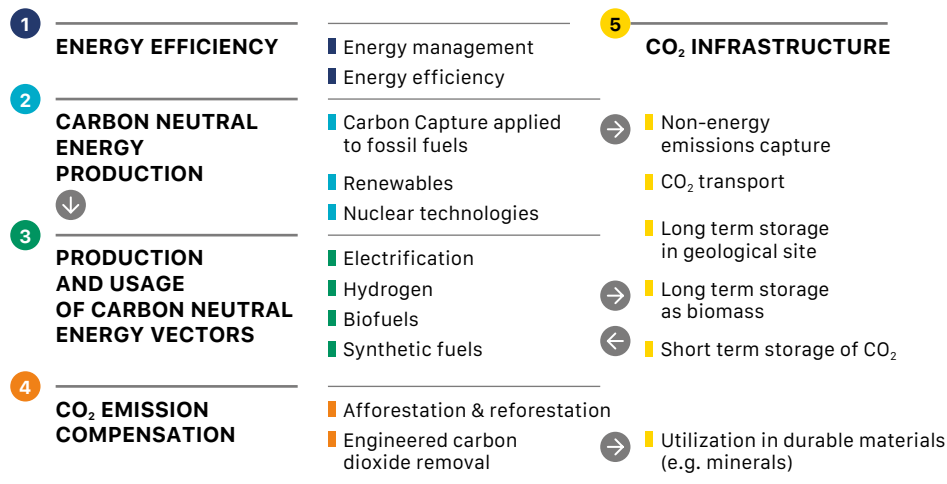 1
ENERGY EFFICIENCY
Energy management
Energy efficiency
2
CARBON NEUTRAL
ENERGY
PRODUCTION
Carbon Capture applied
to fossil fuels
Renewables
Nuclear technologies
3
PRODUCTION
AND USAGE
OF CARBON NEUTRAL
ENERGY VECTORS
Electrification
Hydrogen
Biofuels
Synthetic fuels
4
CO₂ EMISSION
COMPENSATION
Afforestation & reforestation
Engineered carbon
dioxide removal
5
CO₂ INFRASTRUCTURE
Non-energy
emissions capture
CO₂ transport
Long term storage
in geological site
Long term storage
as biomass
Short term storage of CO₂
Utilization in durable materials
(e.g. minerals)